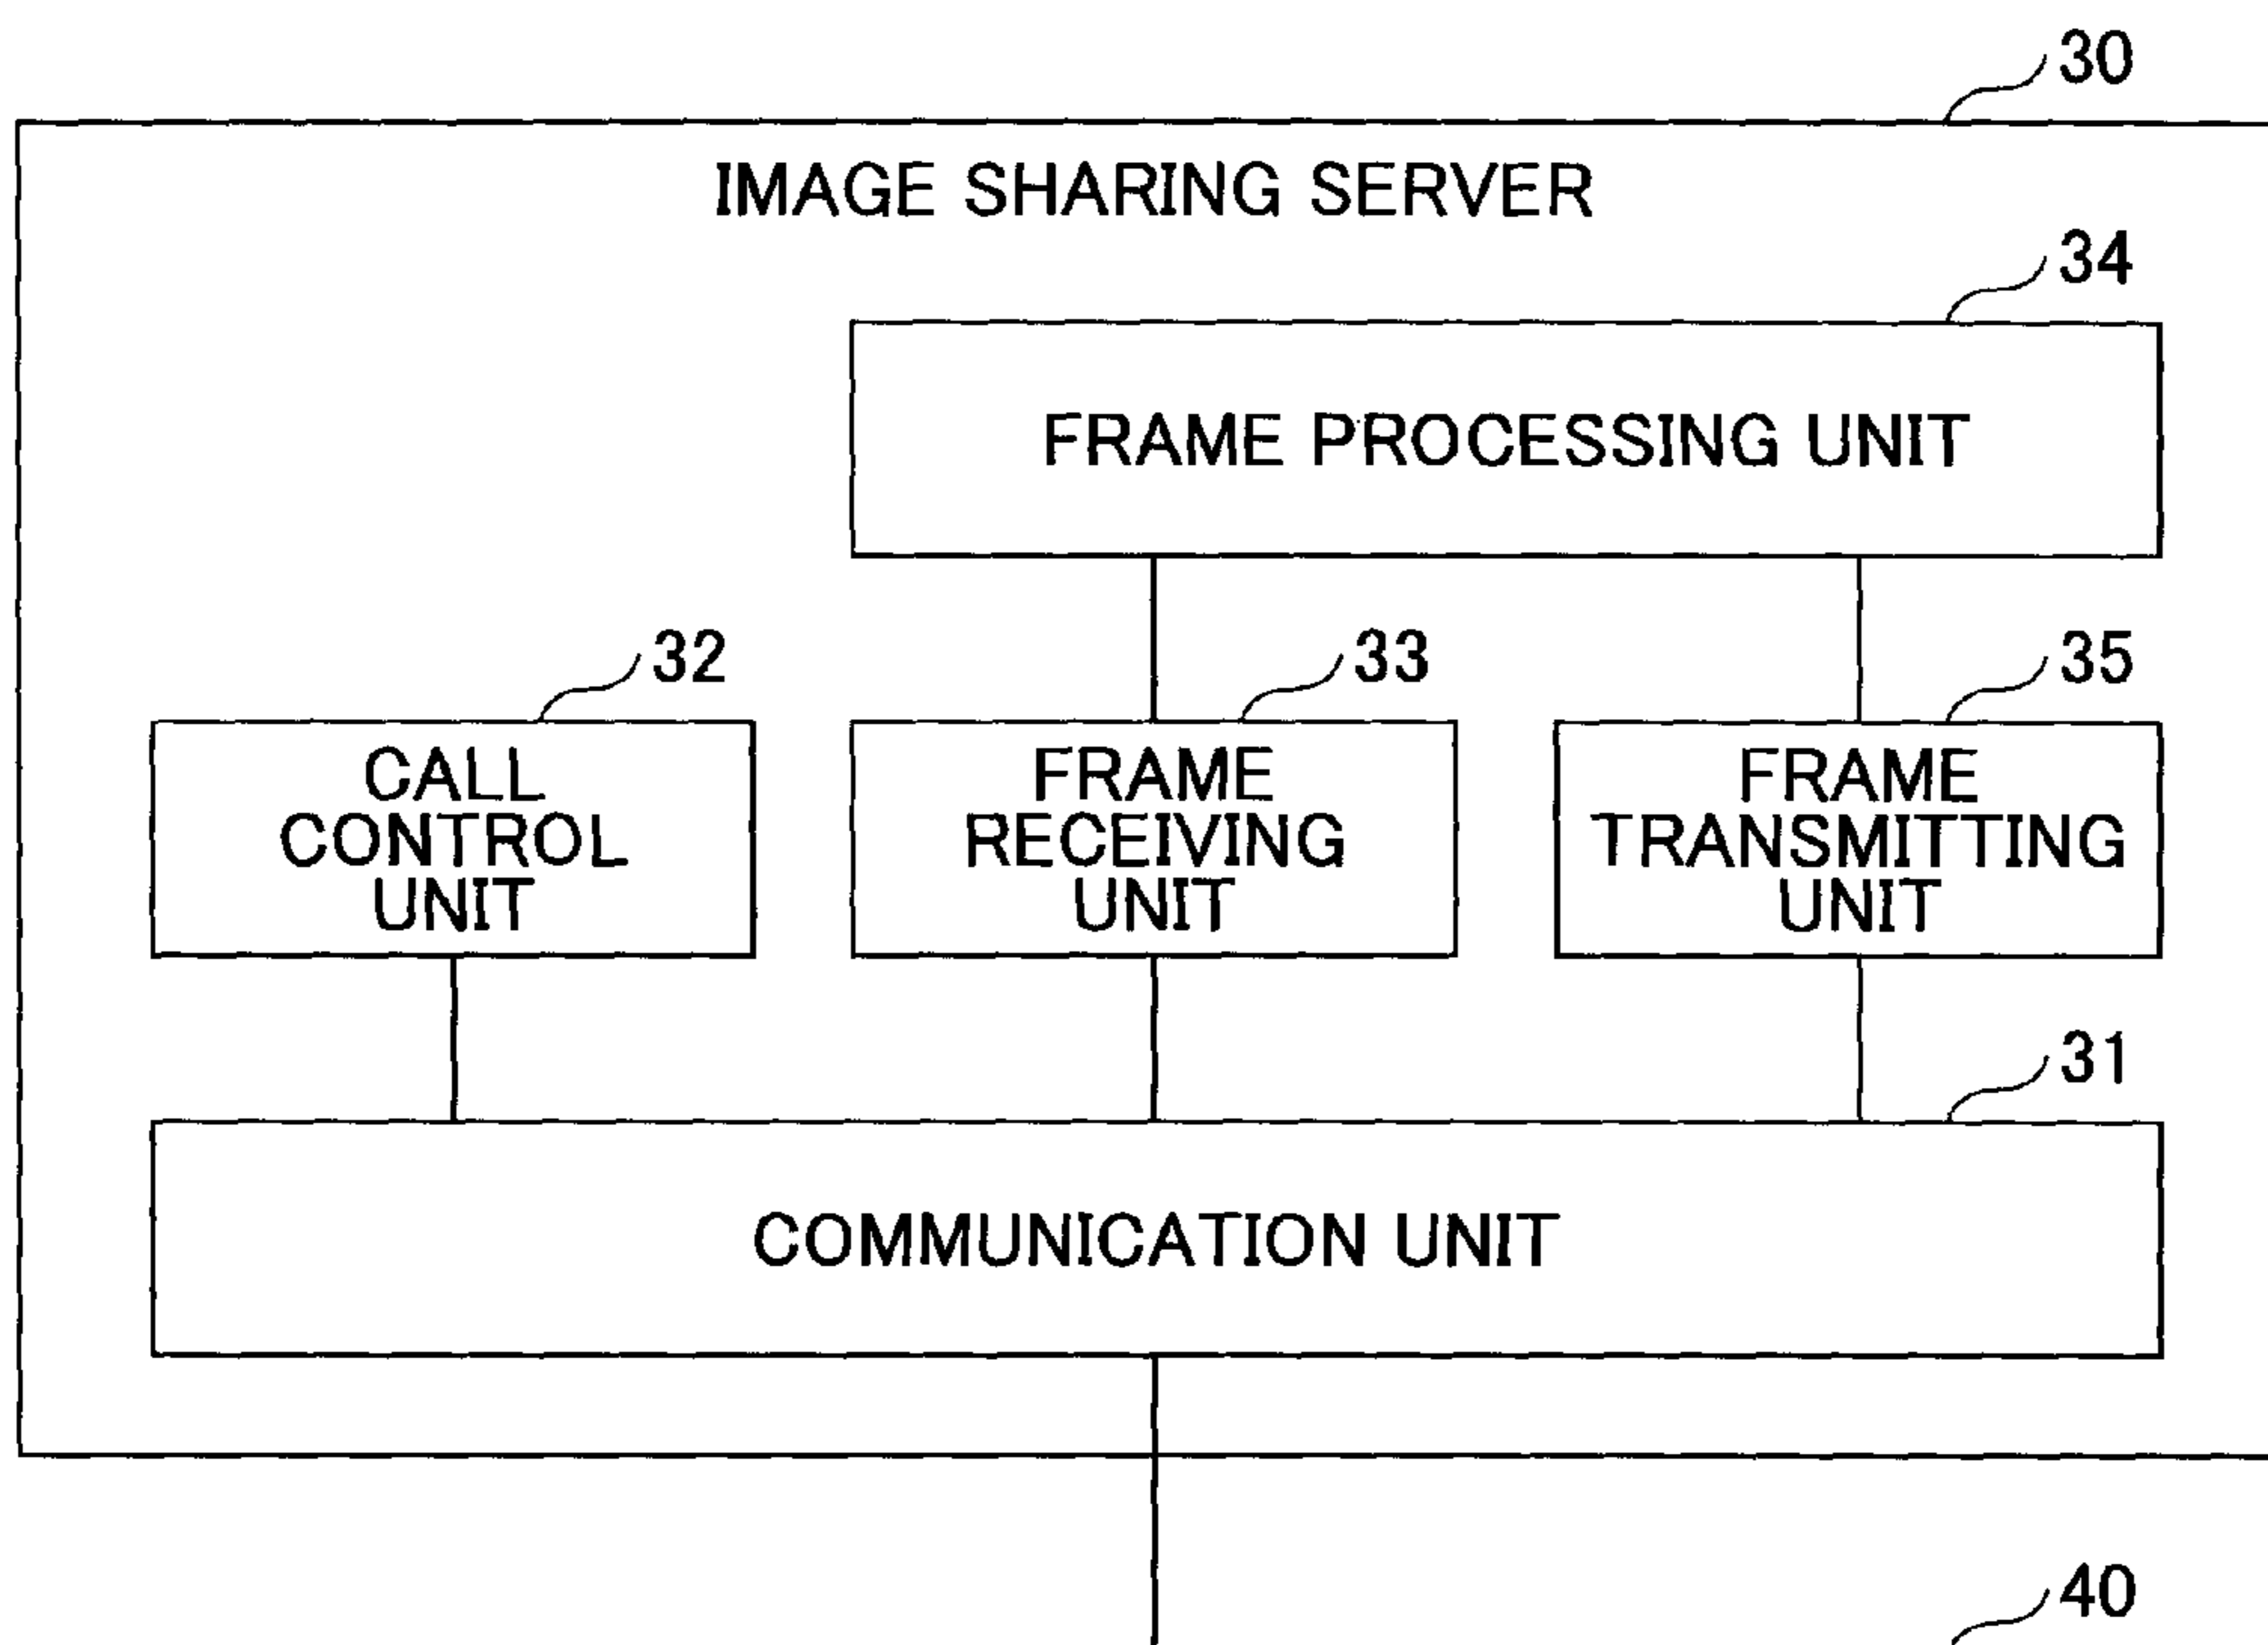 30
IMAGE SHARING SERVER
34
FRAME PROCESSING UNIT
32
33
35
CALL
CONTROL
UNIT
FRAME
RECEIVING
UNIT
FRAME
TRANSMITTING
UNIT
31
COMMUNICATION UNIT
40